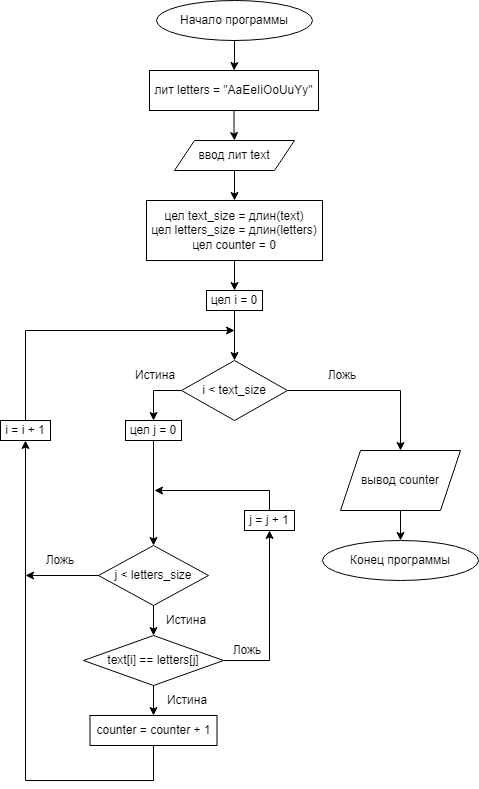 Начало программы
лит letters = "AaEeIiOoUuYy"
ввод лит text
цел text_size = длин(text)
цел letters_size = длин(letters)
цел counter = 0
цел i = 0
i < text_size
Истина
Ложь
i = i + 1
цел j = 0
вывод counter
j = j + 1
Конец программы
j < letters_size
Ложь
Истина
text[i] == letters[j]
Ложь
Истина
counter = counter + 1